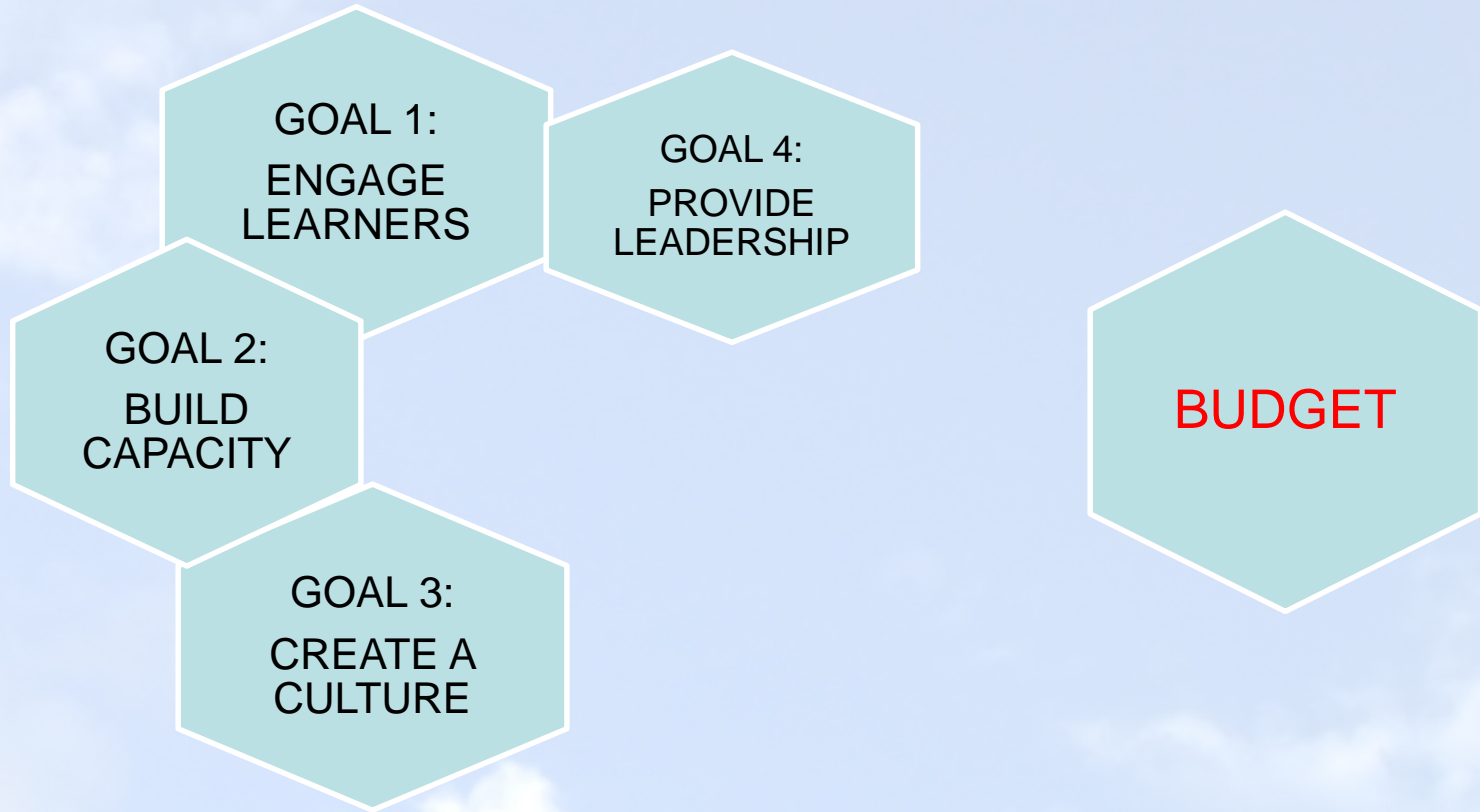 GOAL 1:
ENGAGE
LEARNERS
GOAL 4:
PROVIDE
LEADERSHIP
GOAL 2:
BUILD
CAPACITY
BUDGET
GOAL 3:
CREATE A
CULTURE